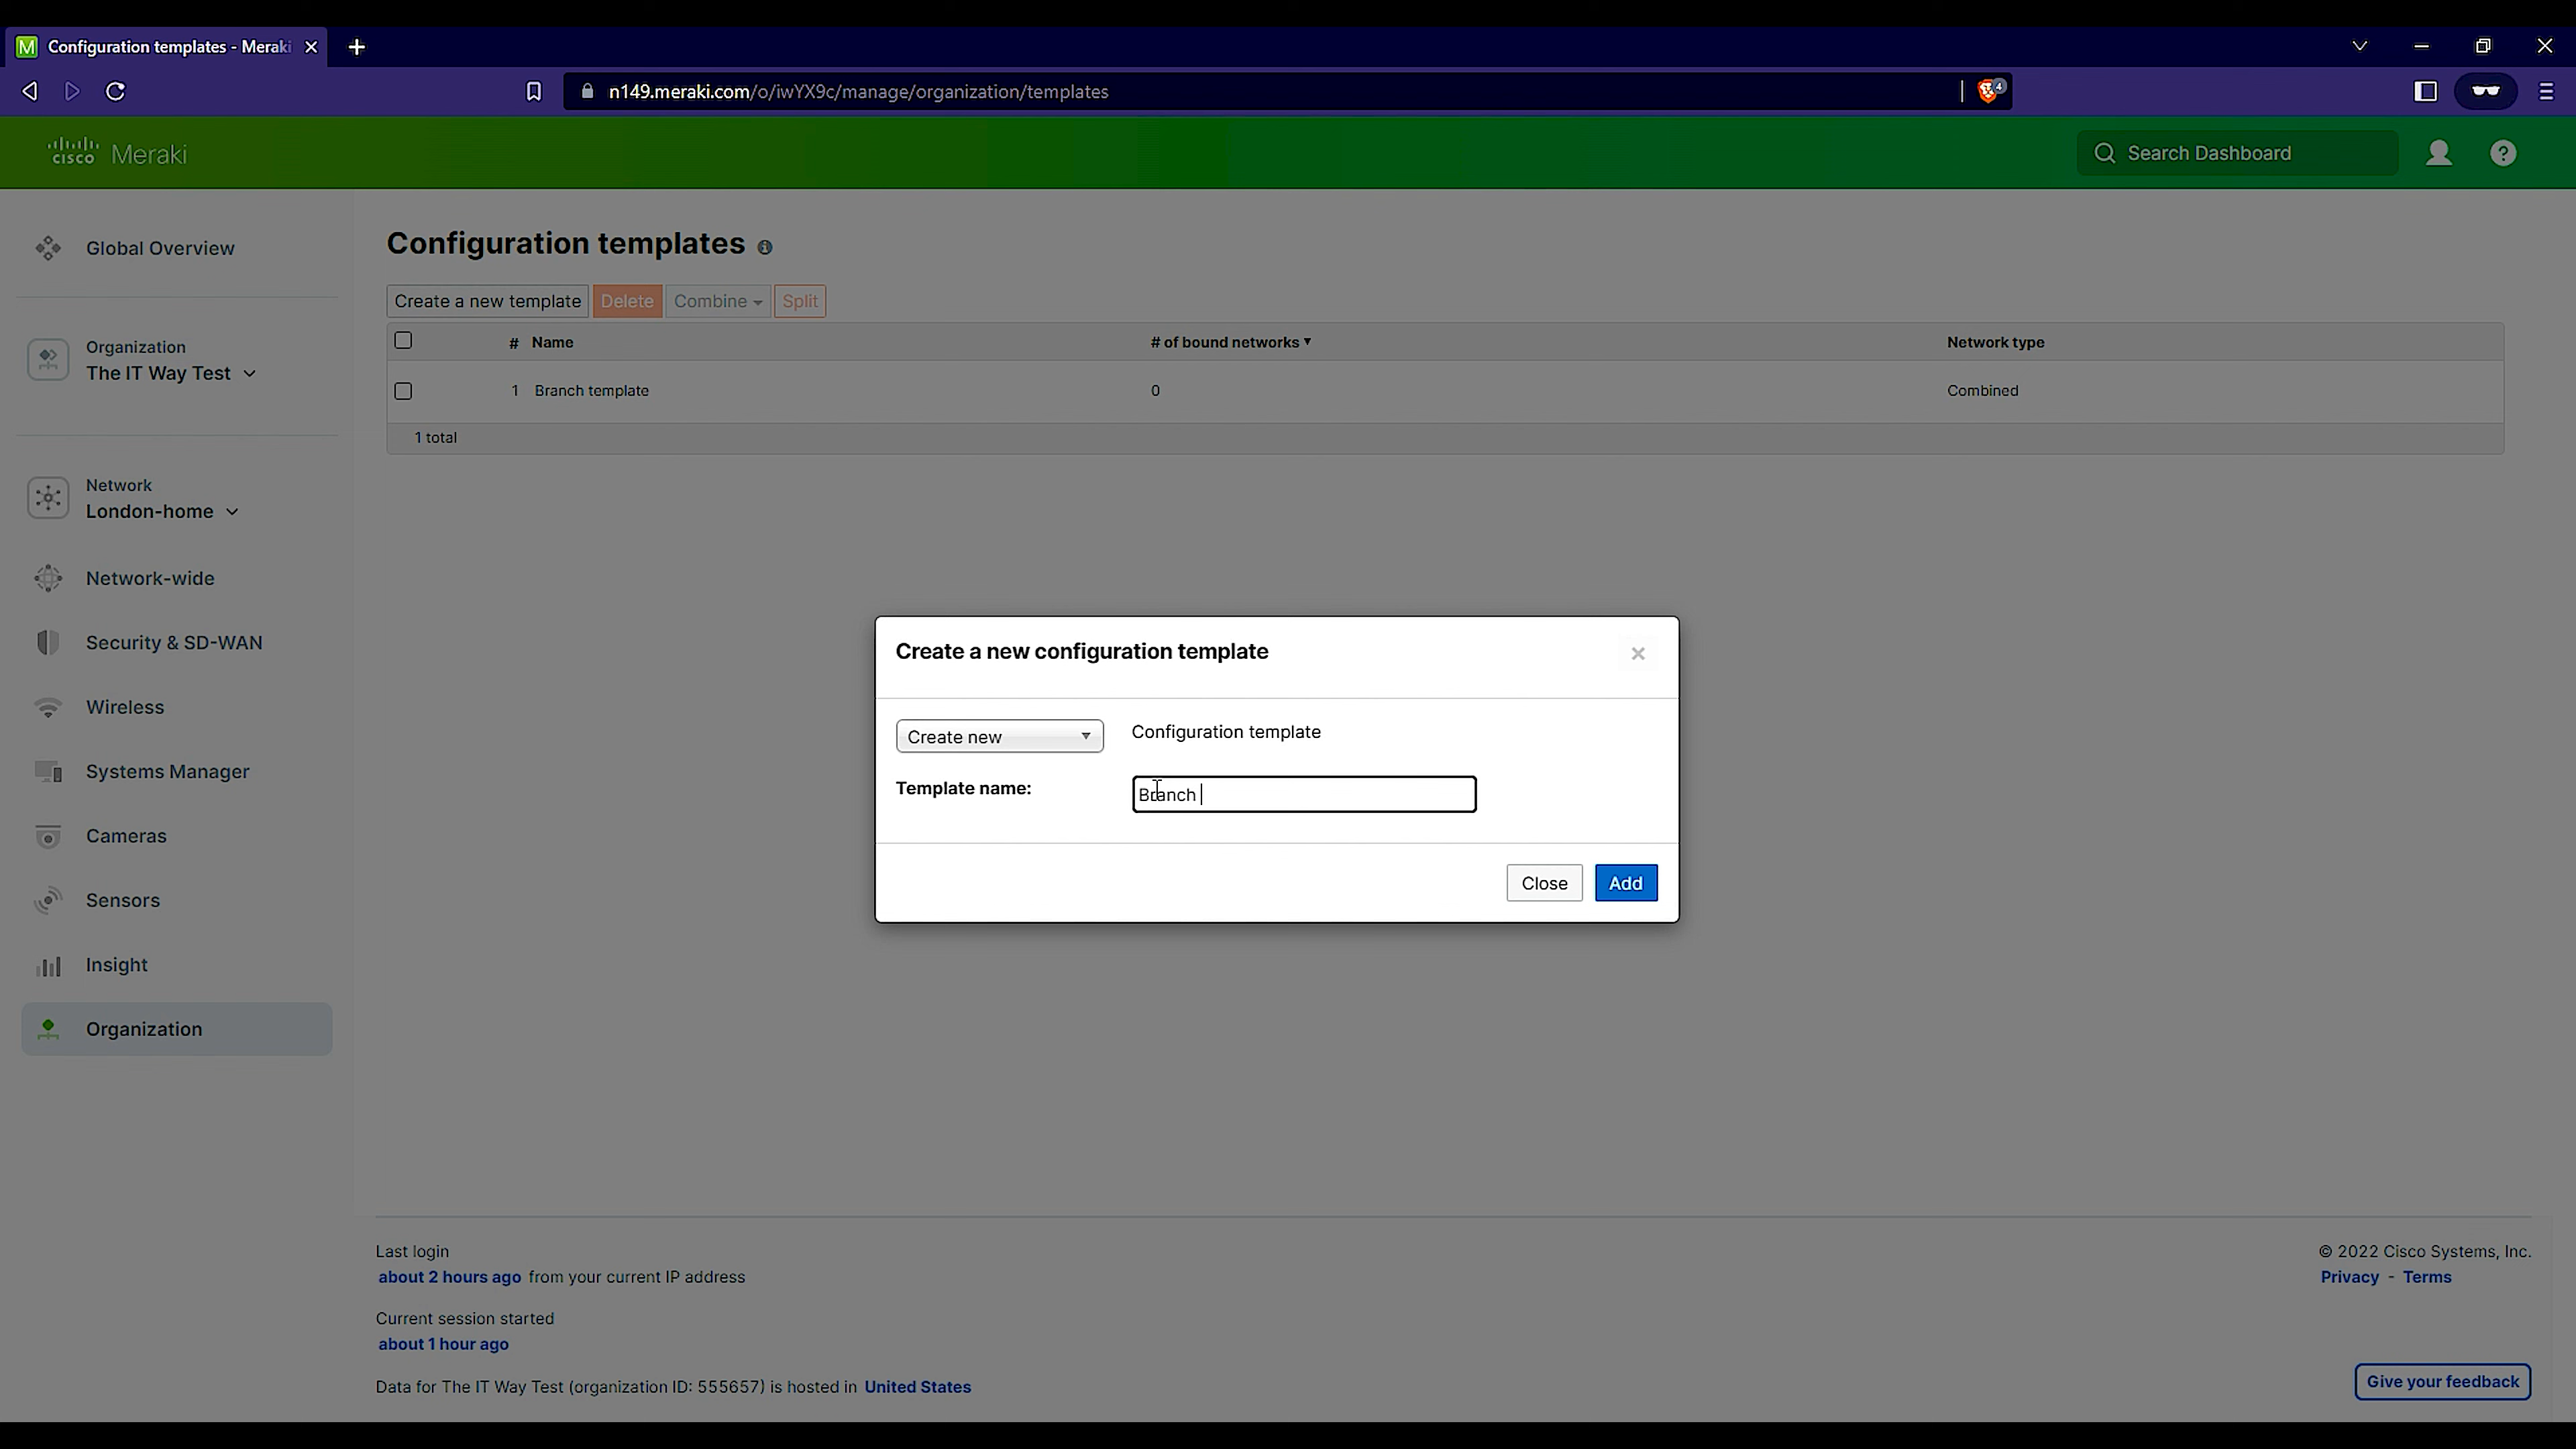 Configuration templates - Meraki
n149.meraki.com/o/iwYX9c/manage/organization/templates
4
cisco Meraki
Search Dashboard
Global Overview
Organization
The IT Way Test
Network
London-home
Network-wide
Security & SD-WAN
Wireless
Systems Manager
Cameras
Sensors
Insight
Organization
Configuration templates
Create a new template Delete Combine Split
# Name # of bound networks Network type
1 Branch template 0 Combined
1 total
Create a new configuration template
Create new Configuration template
Template name: Branch
Close Add
Last login
about 2 hours ago from your current IP address
Current session started
about 1 hour ago
Data for The IT Way Test (organization ID: 555657) is hosted in United States
© 2022 Cisco Systems, Inc.
Privacy - Terms
Give your feedback